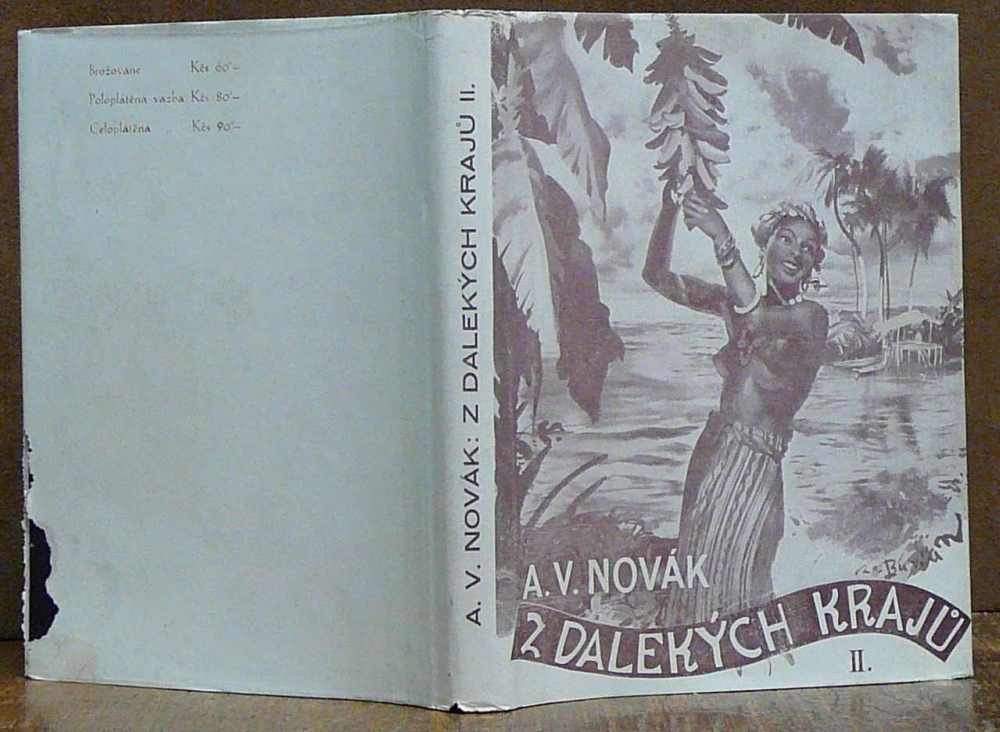 Brožované Kčs 60'–
Poloplátěná vazba Kčs 80'–
Celoplátěná „ Kčs 90'–
A. V. NOVÁK: Z DALEKÝCH KRAJŮ II.
A. V. NOVÁK
Z DALEKÝCH KRAJŮ
II.